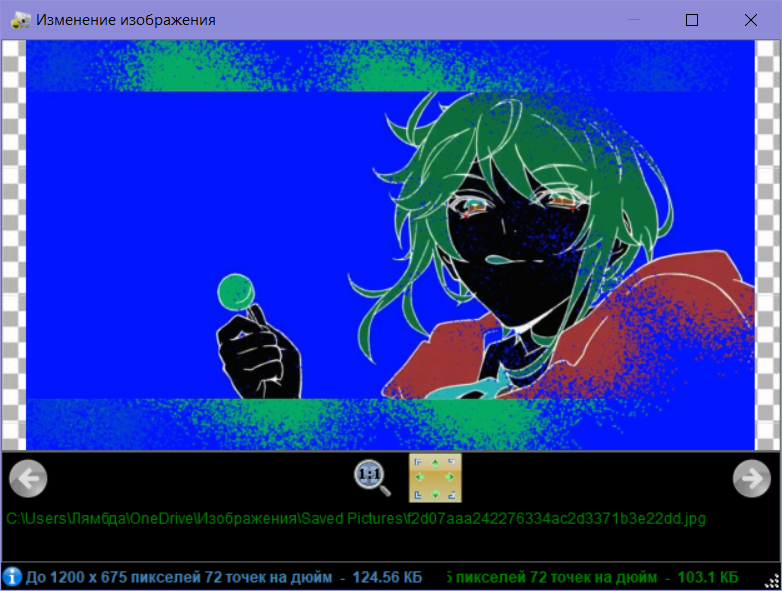 Изменение изображения
1:1
C:\Users\Лямбда\OneDrive\Изображения\Saved Pictures\f2d07aaa242276334ac2d3371b3e22dd.jpg
До 1200 x 675 пикселей 72 точек на дюйм - 124.56 КБ
5 пикселей 72 точек на дюйм - 103.1 КБ